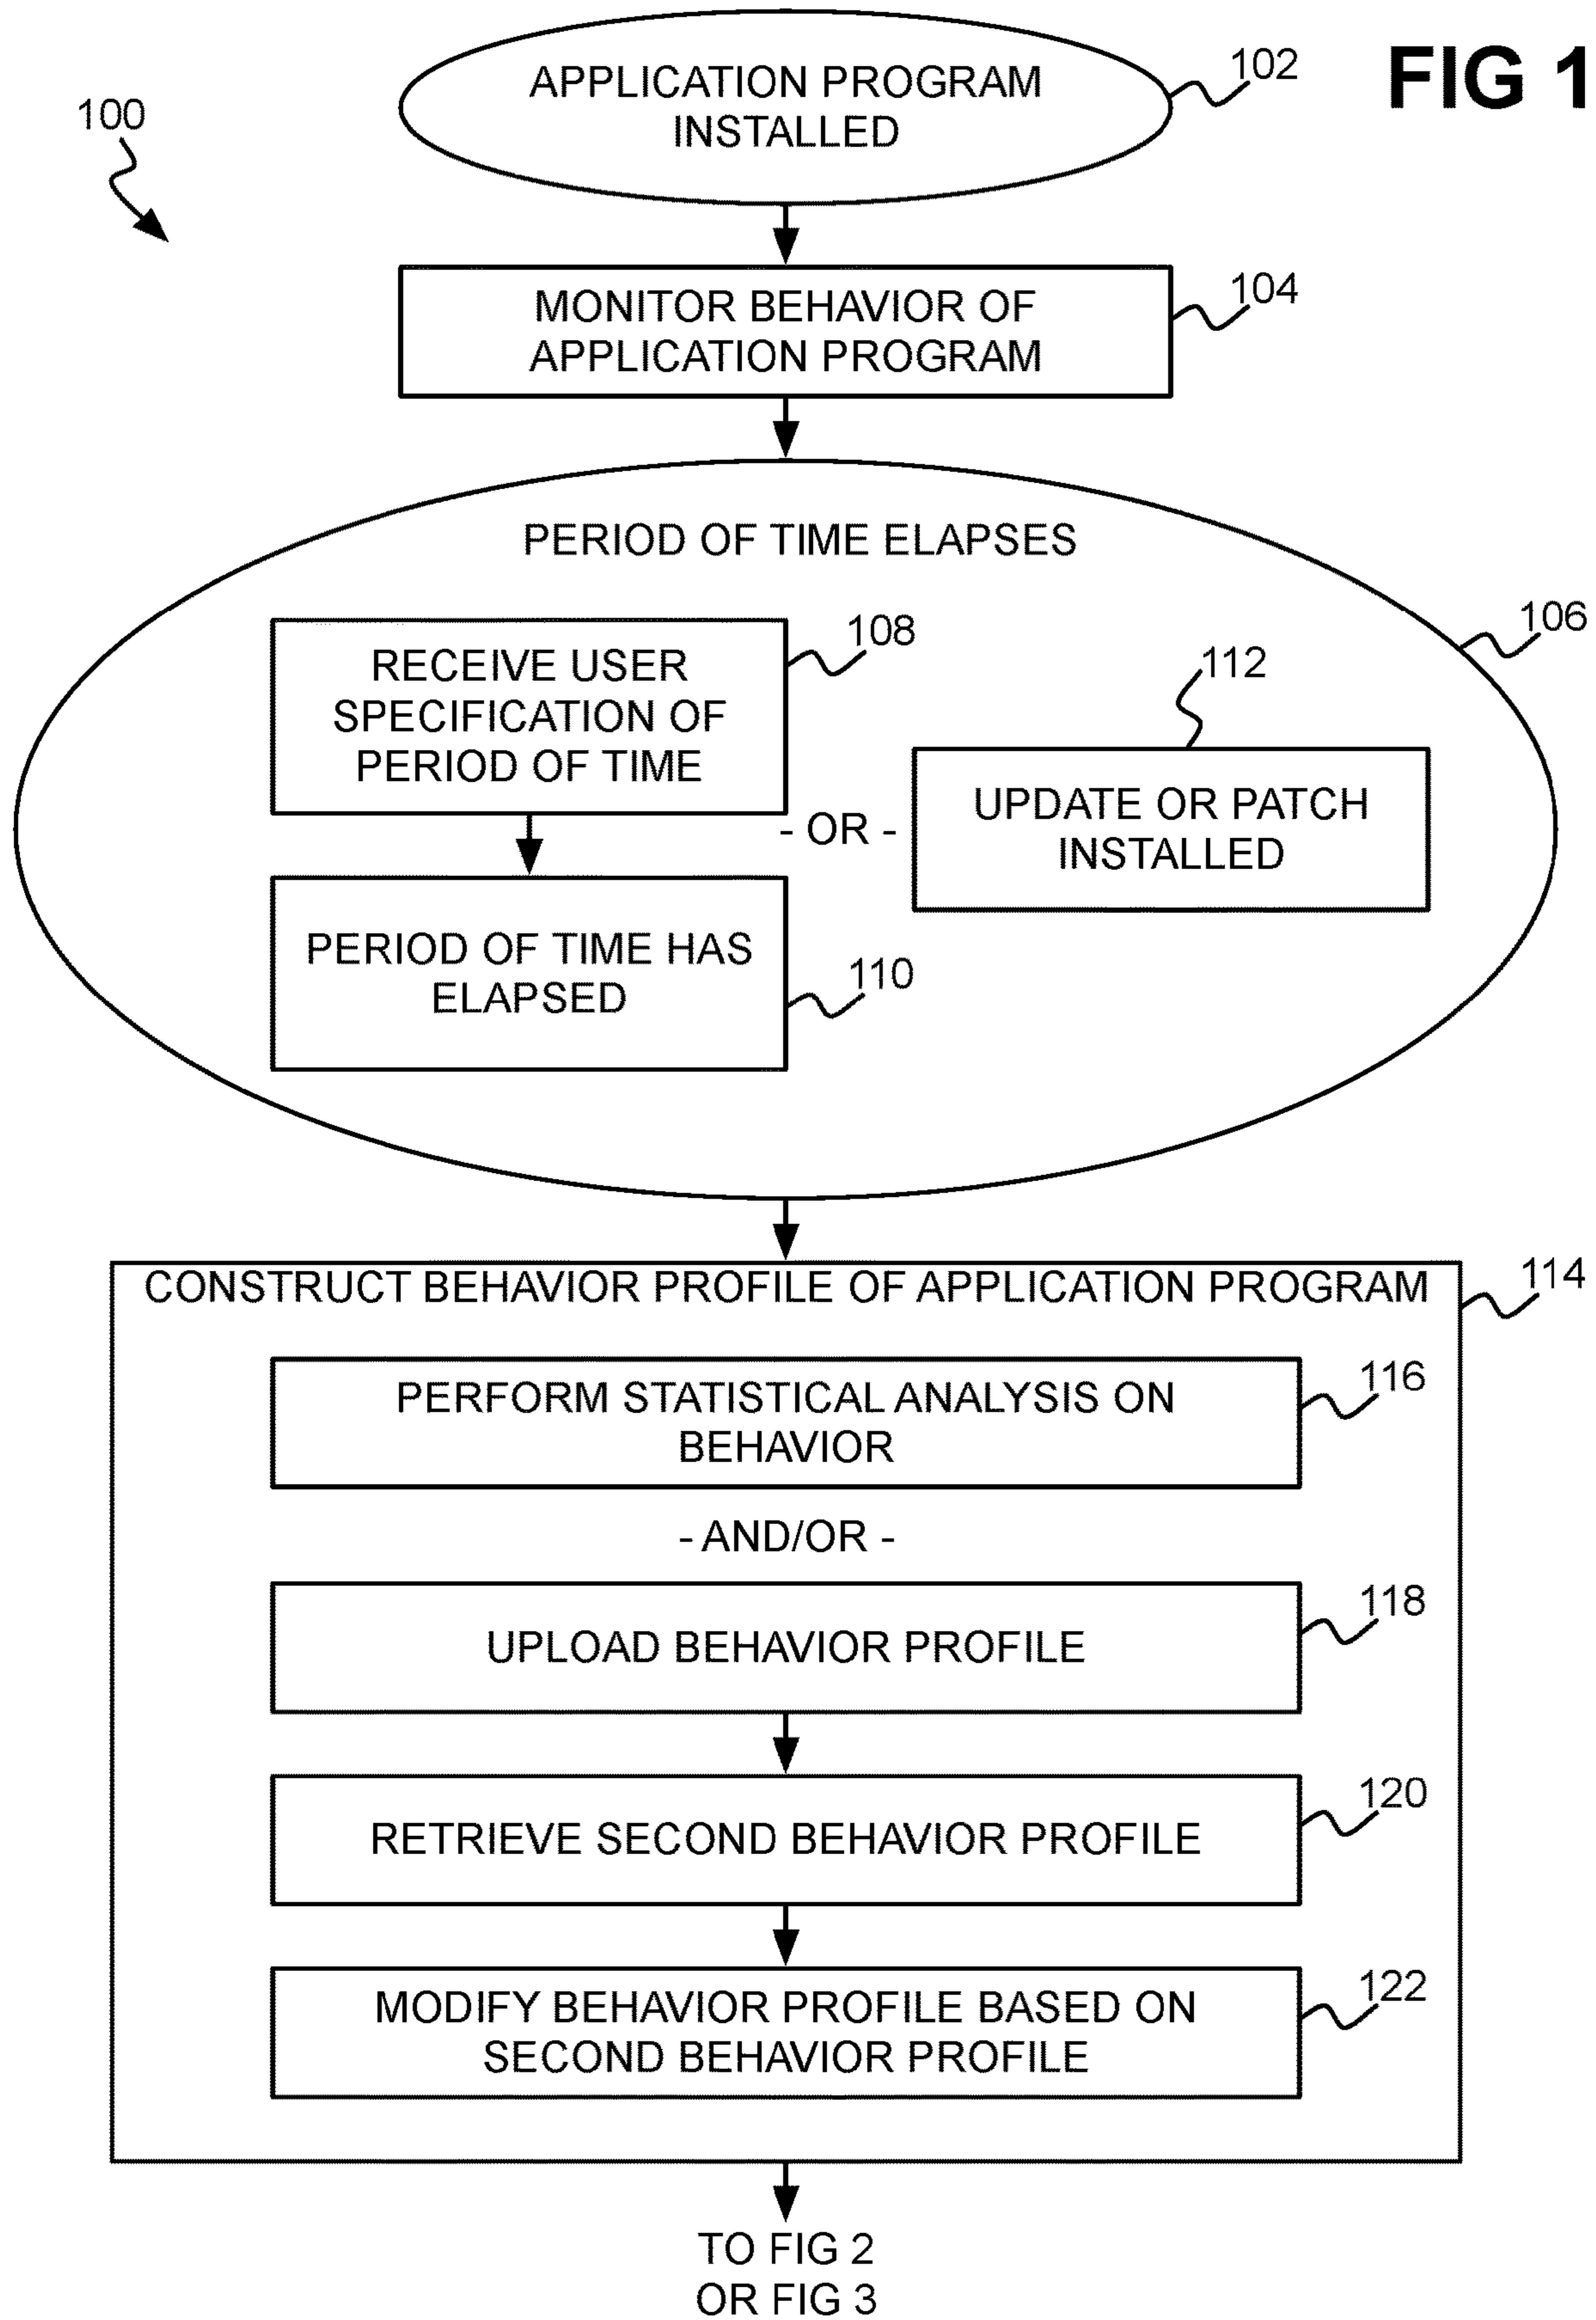 FIG 1
100
APPLICATION PROGRAM
INSTALLED
102
MONITOR BEHAVIOR OF
APPLICATION PROGRAM
104
PERIOD OF TIME ELAPSES
106
RECEIVE USER
SPECIFICATION OF
PERIOD OF TIME
108
- OR -
112
UPDATE OR PATCH
INSTALLED
PERIOD OF TIME HAS
ELAPSED
110
CONSTRUCT BEHAVIOR PROFILE OF APPLICATION PROGRAM
114
PERFORM STATISTICAL ANALYSIS ON
BEHAVIOR
116
- AND/OR -
UPLOAD BEHAVIOR PROFILE
118
RETRIEVE SECOND BEHAVIOR PROFILE
120
MODIFY BEHAVIOR PROFILE BASED ON
SECOND BEHAVIOR PROFILE
122
TO FIG 2
OR FIG 3